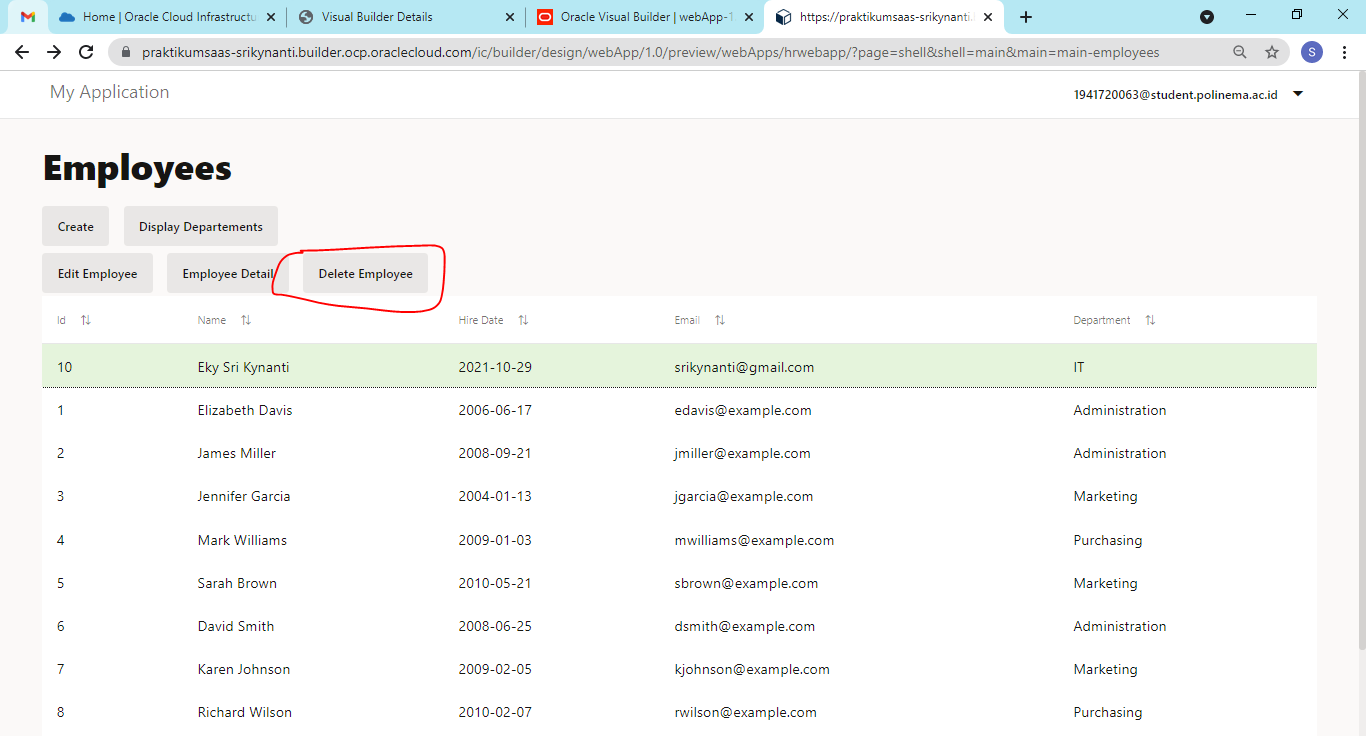 Home | Oracle Cloud Infrastructu
Visual Builder Details
Oracle Visual Builder | webApp-1
https://praktikumsaas-srikynanti.
praktikumsaas-srikynanti.builder.ocp.oraclecloud.com/ic/builder/design/webApp/1.0/preview/webApps/hrwebapp/?page=shell&shell=main&main=main-employees
S
My Application
1941720063@student.polinema.ac.id
Employees
Create
Display Departements
Edit Employee
Employee Detail
Delete Employee
Id Name Hire Date Email Department
10 Eky Sri Kynanti 2021-10-29 srikynanti@gmail.com IT
1 Elizabeth Davis 2006-06-17 edavis@example.com Administration
2 James Miller 2008-09-21 jmiller@example.com Administration
3 Jennifer Garcia 2004-01-13 jgarcia@example.com Marketing
4 Mark Williams 2009-01-03 mwilliams@example.com Purchasing
5 Sarah Brown 2010-05-21 sbrown@example.com Marketing
6 David Smith 2008-06-25 dsmith@example.com Administration
7 Karen Johnson 2009-02-05 kjohnson@example.com Marketing
8 Richard Wilson 2010-02-07 rwilson@example.com Purchasing